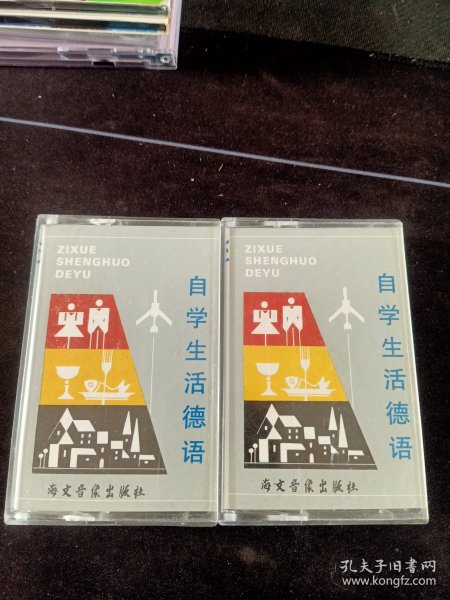 ZIXUE
SHENGHUO
DEYU
自学生活德语
海文音像出版社
ZIXUE
SHENGHUO
DEYU
自学生活德语
海文音像出版社
孔夫子旧书网
www.kongfz.com